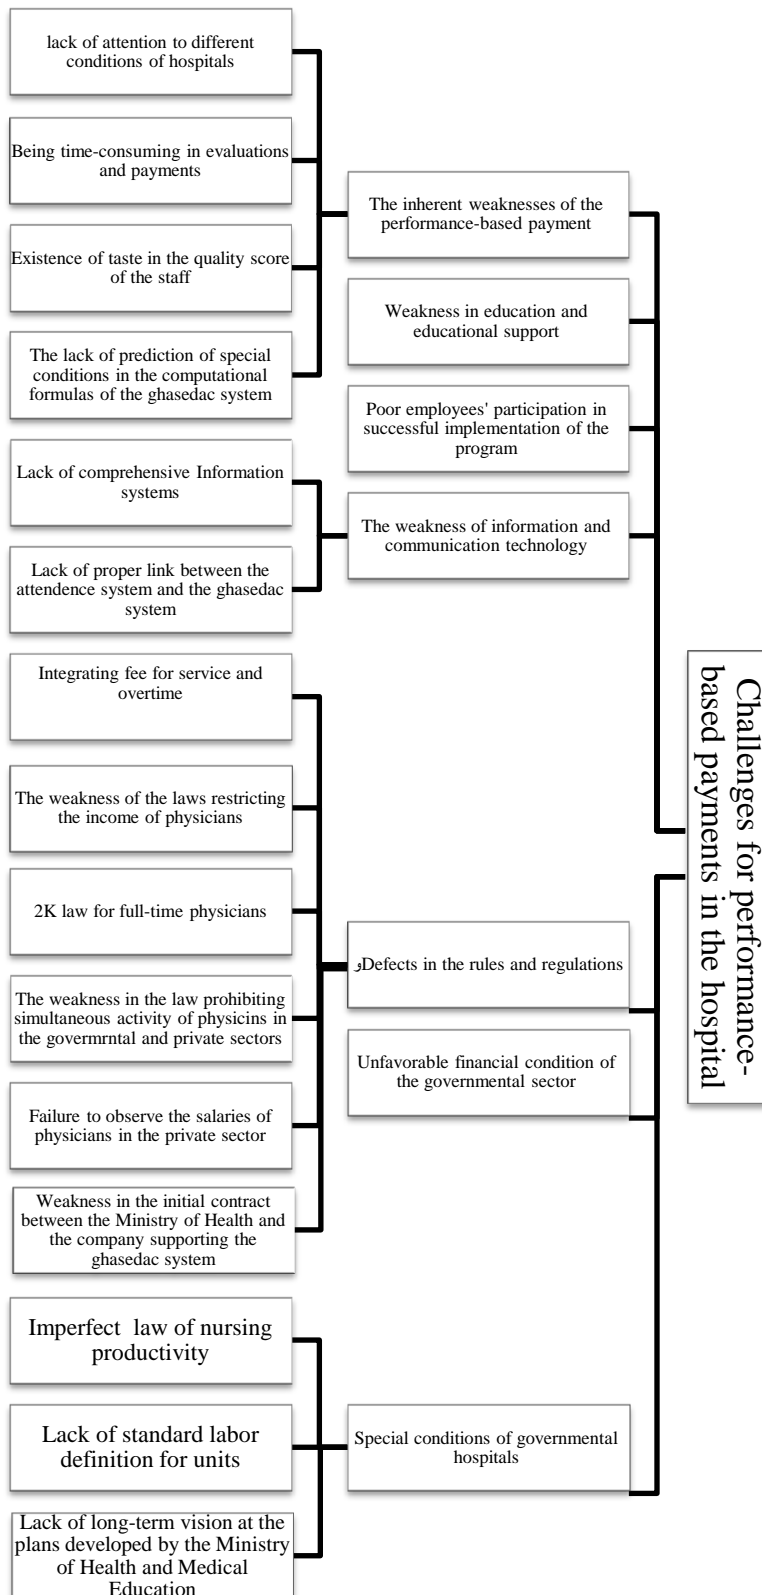 lack of attention to different
conditions of hospitals
Being time-consuming in evaluations
and payments
Existence of taste in the quality score
of the staff
The lack of prediction of special
conditions in the computational
formulas of the ghasedac system
The inherent weaknesses of the
performance-based payment
Weakness in education and
educational support
Poor employees' participation in
successful implementation of the
program
Lack of comprehensive Information
systems
Lack of proper link between the
attendence system and the ghasedac
system
The weakness of information and
communication technology
Integrating fee for service and
overtime
The weakness of the laws restricting
the income of physicians
2K law for full-time physicians
The weakness in the law prohibiting
simultaneous activity of physicins in
the govermrntal and private sectors
Failure to observe the salaries of
physicians in the private sector
Weakness in the initial contract
between the Ministry of Health and
the company supporting the
ghasedac system
وDefects in the rules and regulations
Unfavorable financial condition of
the governmental sector
Imperfect law of nursing
productivity
Lack of standard labor
definition for units
Lack of long-term vision at the
plans developed by the Ministry
of Health and Medical
Education
Special conditions of governmental
hospitals
Challenges for performance-
based payments in the hospital